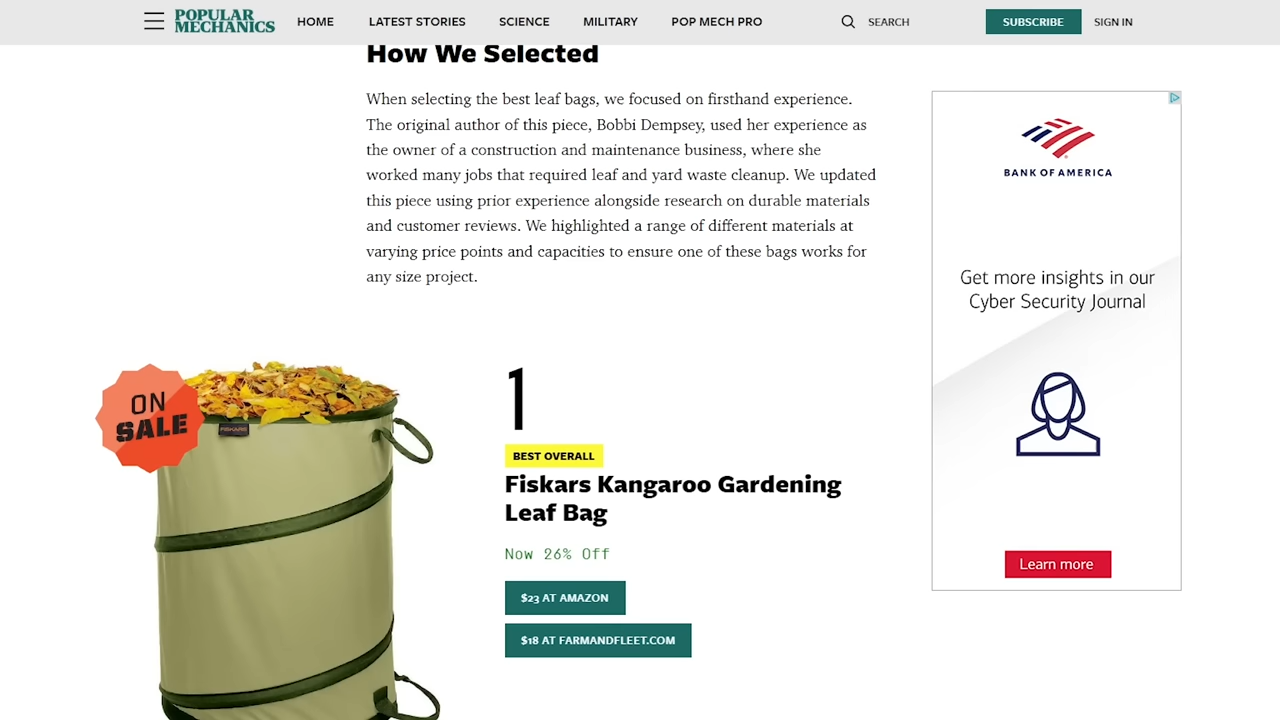 POPULAR
MECHANICS
HOME
LATEST STORIES
SCIENCE
MILITARY
POP MECH PRO
SEARCH
SUBSCRIBE
SIGN IN
How We Selected
When selecting the best leaf bags, we focused on firsthand experience.
The original author of this piece, Bobbi Dempsey, used her experience as
the owner of a construction and maintenance business, where she
worked many jobs that required leaf and yard waste cleanup. We updated
this piece using prior experience alongside research on durable materials
and customer reviews. We highlighted a range of different materials at
varying price points and capacities to ensure one of these bags works for
any size project.
BANK OF AMERICA
Get more insights in our
Cyber Security Journal
Learn more
ON
SALE
FISKARS
1
BEST OVERALL
Fiskars Kangaroo Gardening
Leaf Bag
Now 26% Off
$23 AT AMAZON
$18 AT FARMANDFLEET.COM